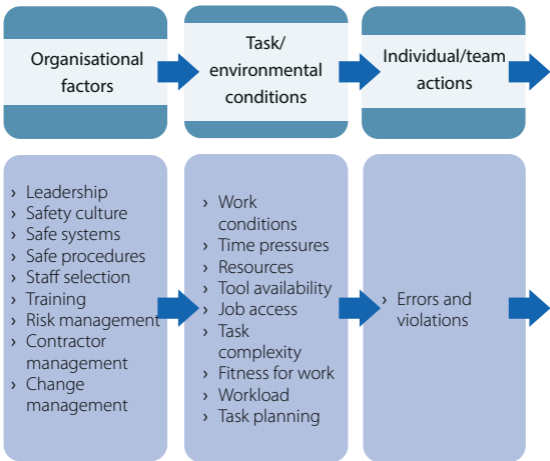 Organisational
factors
Task/
environmental
conditions
Individual/team
actions
› Leadership
› Safety culture
› Safe systems
› Safe procedures
› Staff selection
› Training
› Risk management
› Contractor
management
› Change
management
› Work
conditions
› Time pressures
› Resources
› Tool availability
› Job access
› Task
complexity
› Fitness for work
› Workload
› Task planning
› Errors and
violations